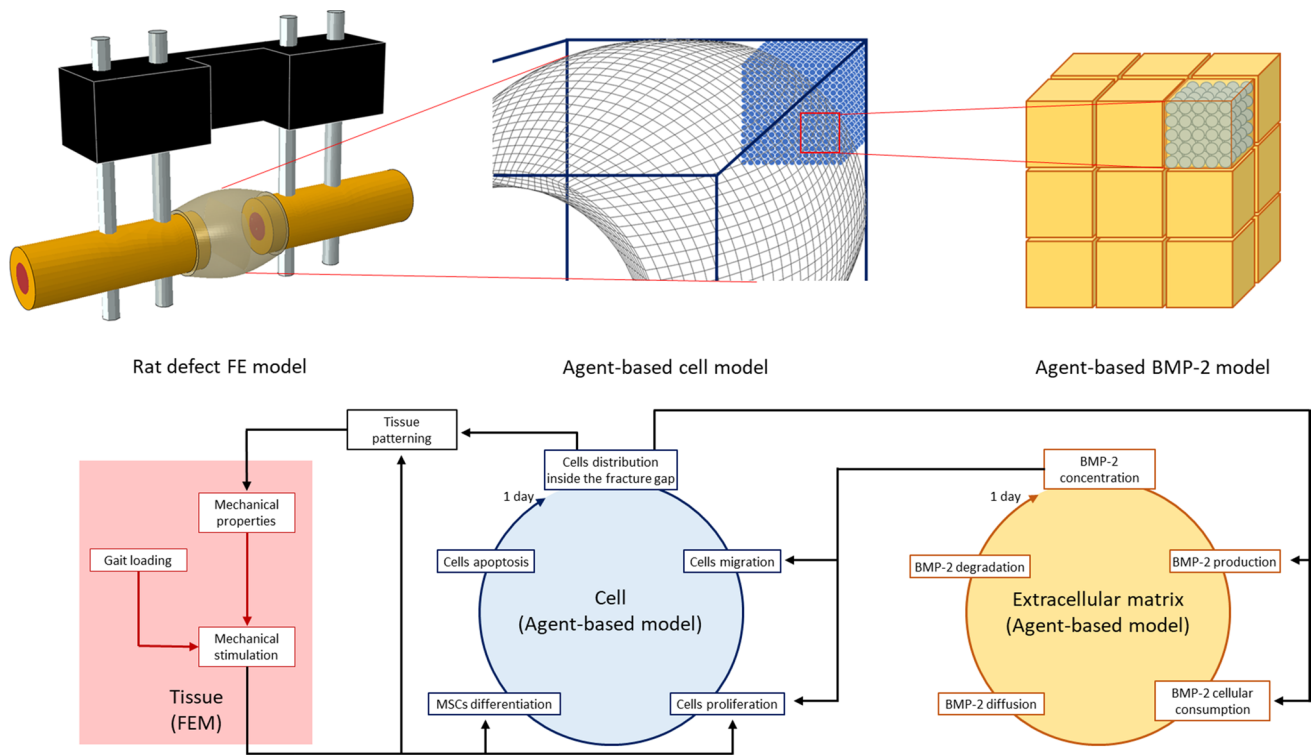 Rat defect FE model
Agent-based cell model
Agent-based BMP-2 model
Tissue
patterning
Cells distribution
inside the fracture gap
BMP-2
concentration
1 day
1 day
Mechanical
properties
Gait loading
Cells apoptosis
Cells migration
BMP-2 degradation
BMP-2 production
Cell
(Agent-based model)
Extracellular matrix
(Agent-based model)
Mechanical
stimulation
Tissue
(FEM)
MSCs differentiation
Cells proliferation
BMP-2 diffusion
BMP-2 cellular
consumption